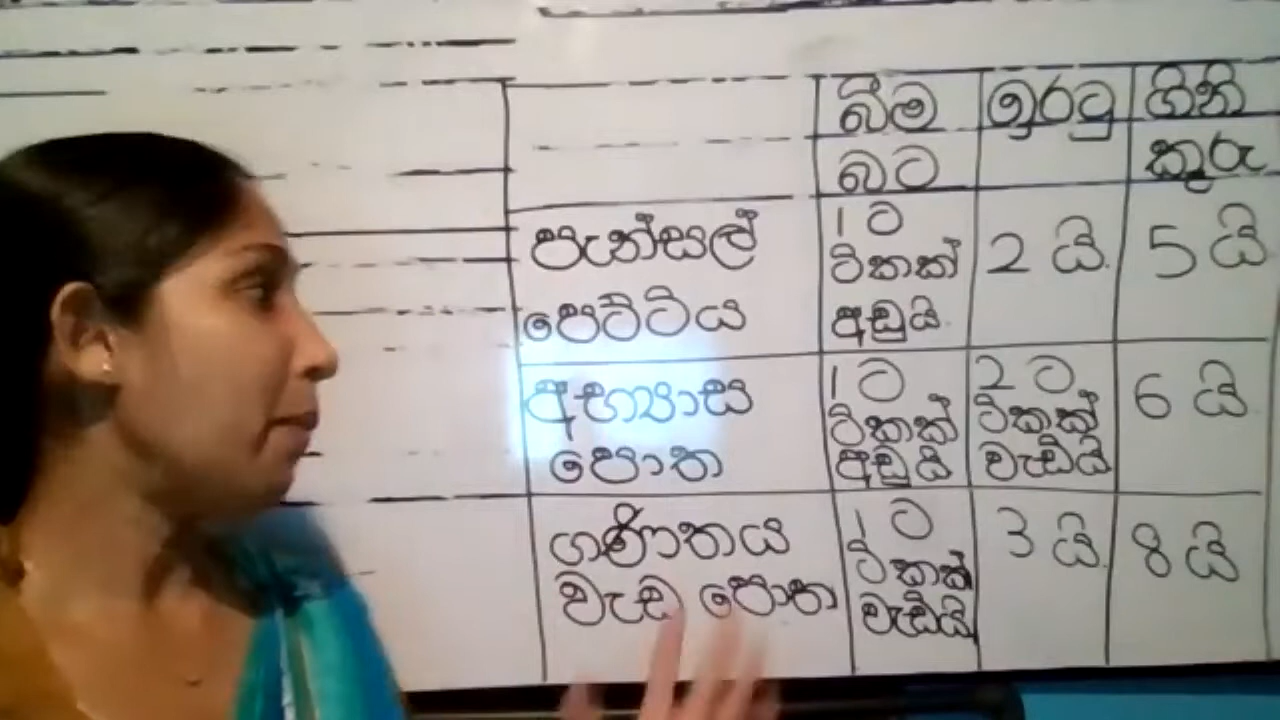 බීම ඉරටු ගිනි
බට කූරු
පැන්සල් 1 ට
පෙට්ටිය ටිකක් 2 යි. 5 යි
අඩුයි.
අභ්‍යාස 1 ට 2 ට 6 යි
පොත ටිකක් ටිකක්
අඩුයි වැඩියි
ගණිතය 1 ට 3 යි. 8 යි
වැඩ පොත ටිකක්
වැඩියි